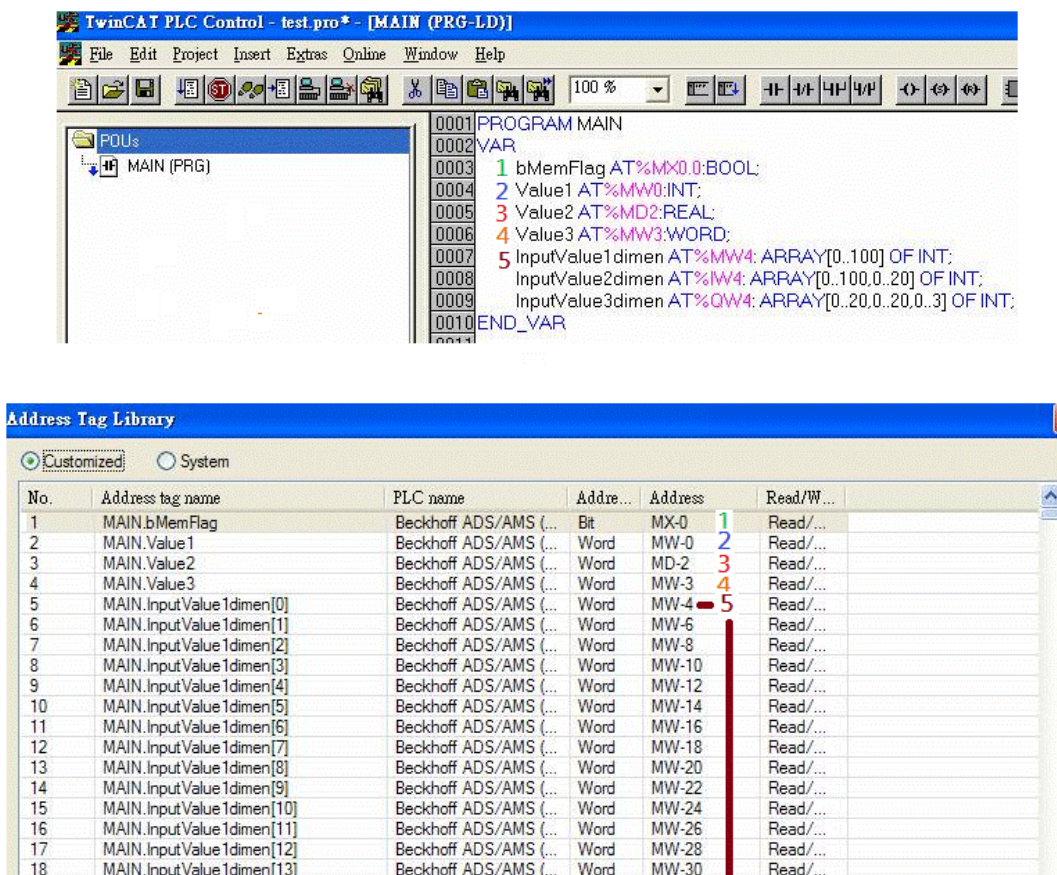 TwinCAT PLC Control - test.pro* - [MAIN (PRG-LD)]
File Edit Project Insert Extras Online Window Help
100 %
POUs
MAIN (PRG)
0001 PROGRAM MAIN
0002 VAR
0003 1 bMemFlag AT%MX0.0:BOOL;
0004 2 Value1 AT%MW0:INT;
0005 3 Value2 AT%MD2:REAL;
0006 4 Value3 AT%MW3:WORD;
0007 5 InputValue1dimen AT%MW4: ARRAY[0..100] OF INT;
0008 InputValue2dimen AT%IW4: ARRAY[0..100,0..20] OF INT;
0009 InputValue3dimen AT%QW4: ARRAY[0..20,0..20,0..3] OF INT;
0010 END_VAR
Address Tag Library
Customized System
No. Address tag name PLC name Addre... Address Read/W...
1 MAIN.bMemFlag Beckhoff ADS/AMS (... Bit MX-0 1 Read/...
2 MAIN.Value1 Beckhoff ADS/AMS (... Word MW-0 2 Read/...
3 MAIN.Value2 Beckhoff ADS/AMS (... Word MD-2 3 Read/...
4 MAIN.Value3 Beckhoff ADS/AMS (... Word MW-3 4 Read/...
5 MAIN.InputValue1dimen[0] Beckhoff ADS/AMS (... Word MW-4 5 Read/...
6 MAIN.InputValue1dimen[1] Beckhoff ADS/AMS (... Word MW-6 Read/...
7 MAIN.InputValue1dimen[2] Beckhoff ADS/AMS (... Word MW-8 Read/...
8 MAIN.InputValue1dimen[3] Beckhoff ADS/AMS (... Word MW-10 Read/...
9 MAIN.InputValue1dimen[4] Beckhoff ADS/AMS (... Word MW-12 Read/...
10 MAIN.InputValue1dimen[5] Beckhoff ADS/AMS (... Word MW-14 Read/...
11 MAIN.InputValue1dimen[6] Beckhoff ADS/AMS (... Word MW-16 Read/...
12 MAIN.InputValue1dimen[7] Beckhoff ADS/AMS (... Word MW-18 Read/...
13 MAIN.InputValue1dimen[8] Beckhoff ADS/AMS (... Word MW-20 Read/...
14 MAIN.InputValue1dimen[9] Beckhoff ADS/AMS (... Word MW-22 Read/...
15 MAIN.InputValue1dimen[10] Beckhoff ADS/AMS (... Word MW-24 Read/...
16 MAIN.InputValue1dimen[11] Beckhoff ADS/AMS (... Word MW-26 Read/...
17 MAIN.InputValue1dimen[12] Beckhoff ADS/AMS (... Word MW-28 Read/...
18 MAIN.InputValue1dimen[13] Beckhoff ADS/AMS (... Word MW-30 Read/...